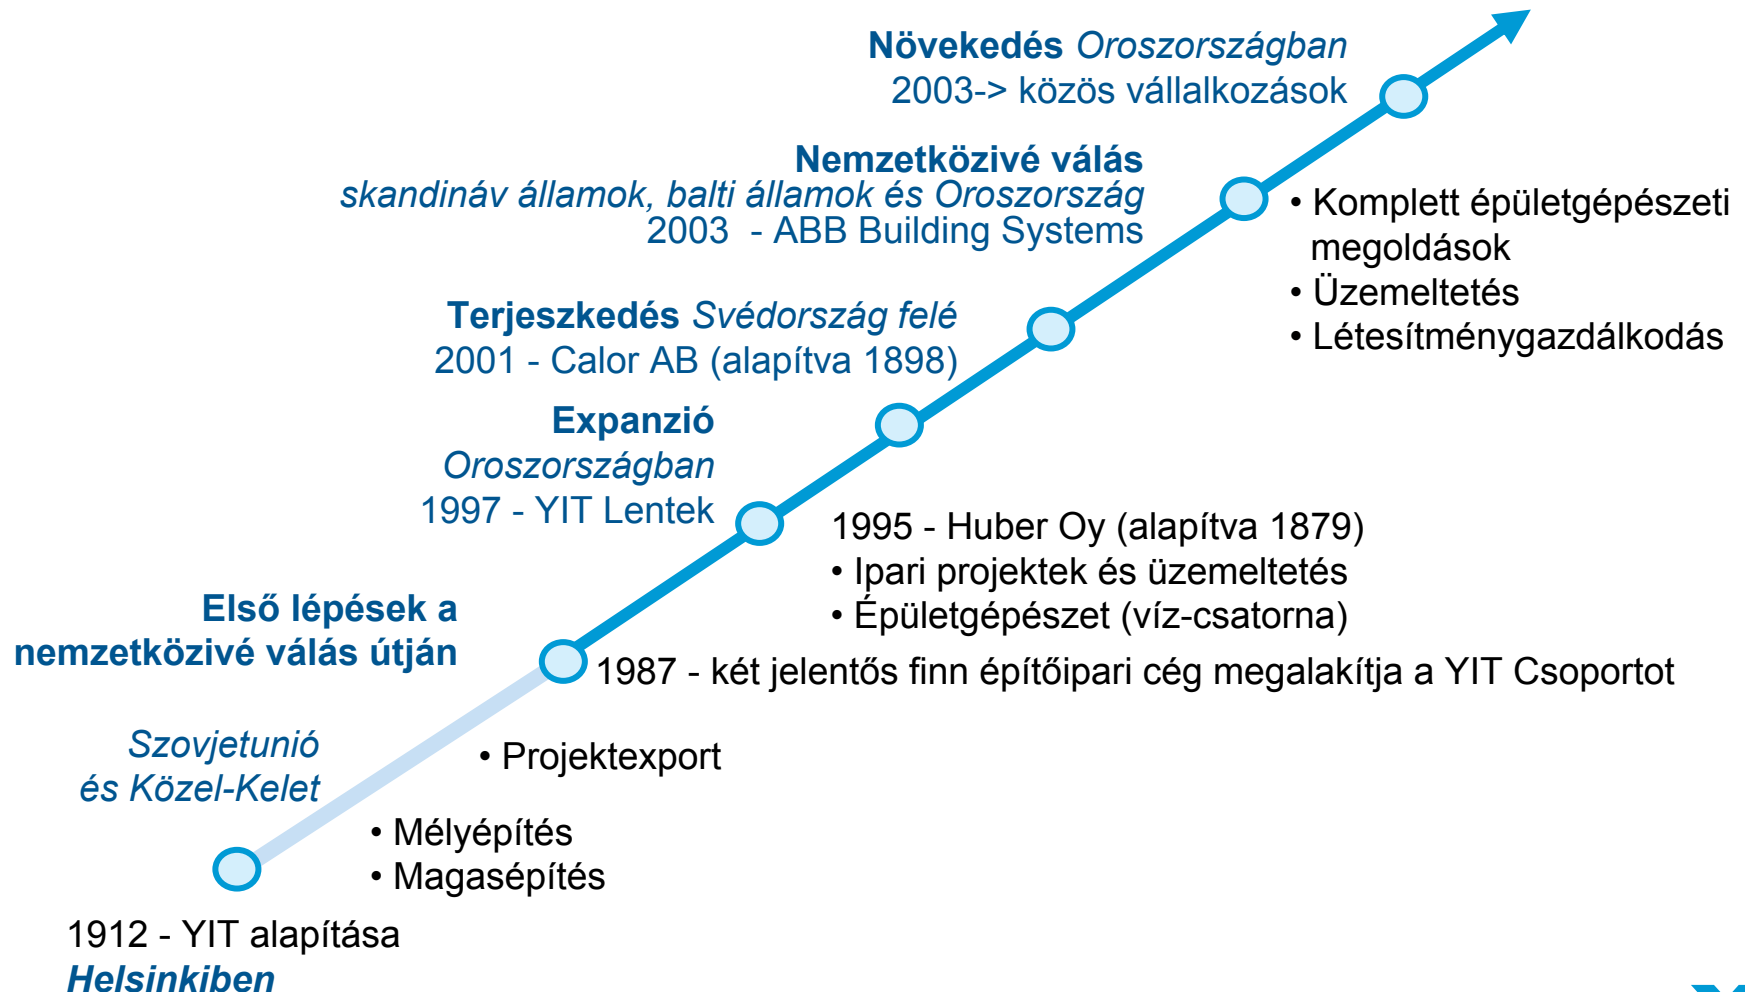 Növekedés Oroszországban
2003-> közös vállalkozások
Nemzetközivé válás
skandináv államok, balti államok és Oroszország
2003 - ABB Building Systems
• Komplett épületgépészeti
megoldások
• Üzemeltetés
• Létesítménygazdálkodás
Terjeszkedés Svédország felé
2001 - Calor AB (alapítva 1898)
Expanzió
Oroszországban
1997 - YIT Lentek
1995 - Huber Oy (alapítva 1879)
• Ipari projektek és üzemeltetés
• Épületgépészet (víz-csatorna)
Első lépések a
nemzetközivé válás útján
1987 - két jelentős finn építőipari cég megalakítja a YIT Csoportot
Szovjetunió
és Közel-Kelet
• Projektexport
• Mélyépítés
• Magasépítés
1912 - YIT alapítása
Helsinkiben